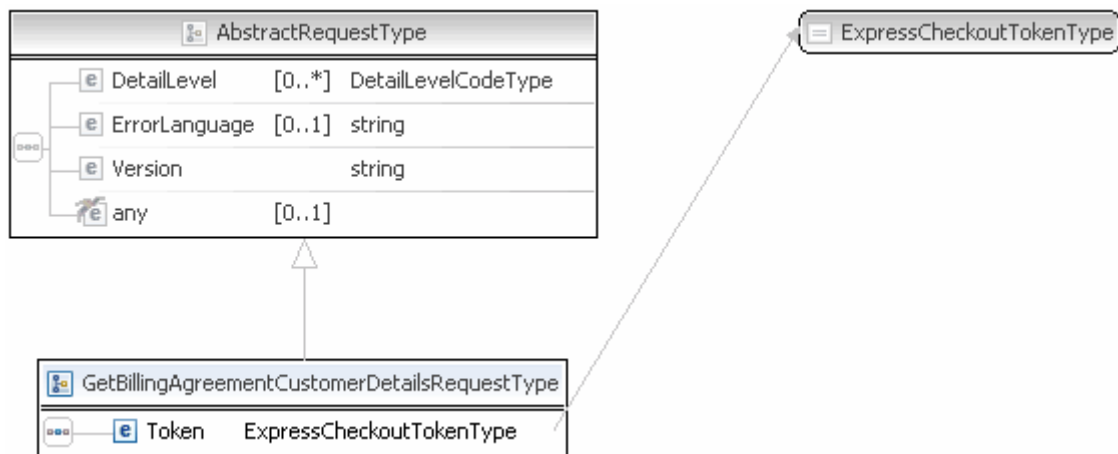 AbstractRequestType
ExpressCheckoutTokenType
e DetailLevel [0..*] DetailLevelCodeType
e ErrorLanguage [0..1] string
e Version string
e any [0..1]
GetBillingAgreementCustomerDetailsRequestType
e Token ExpressCheckoutTokenType